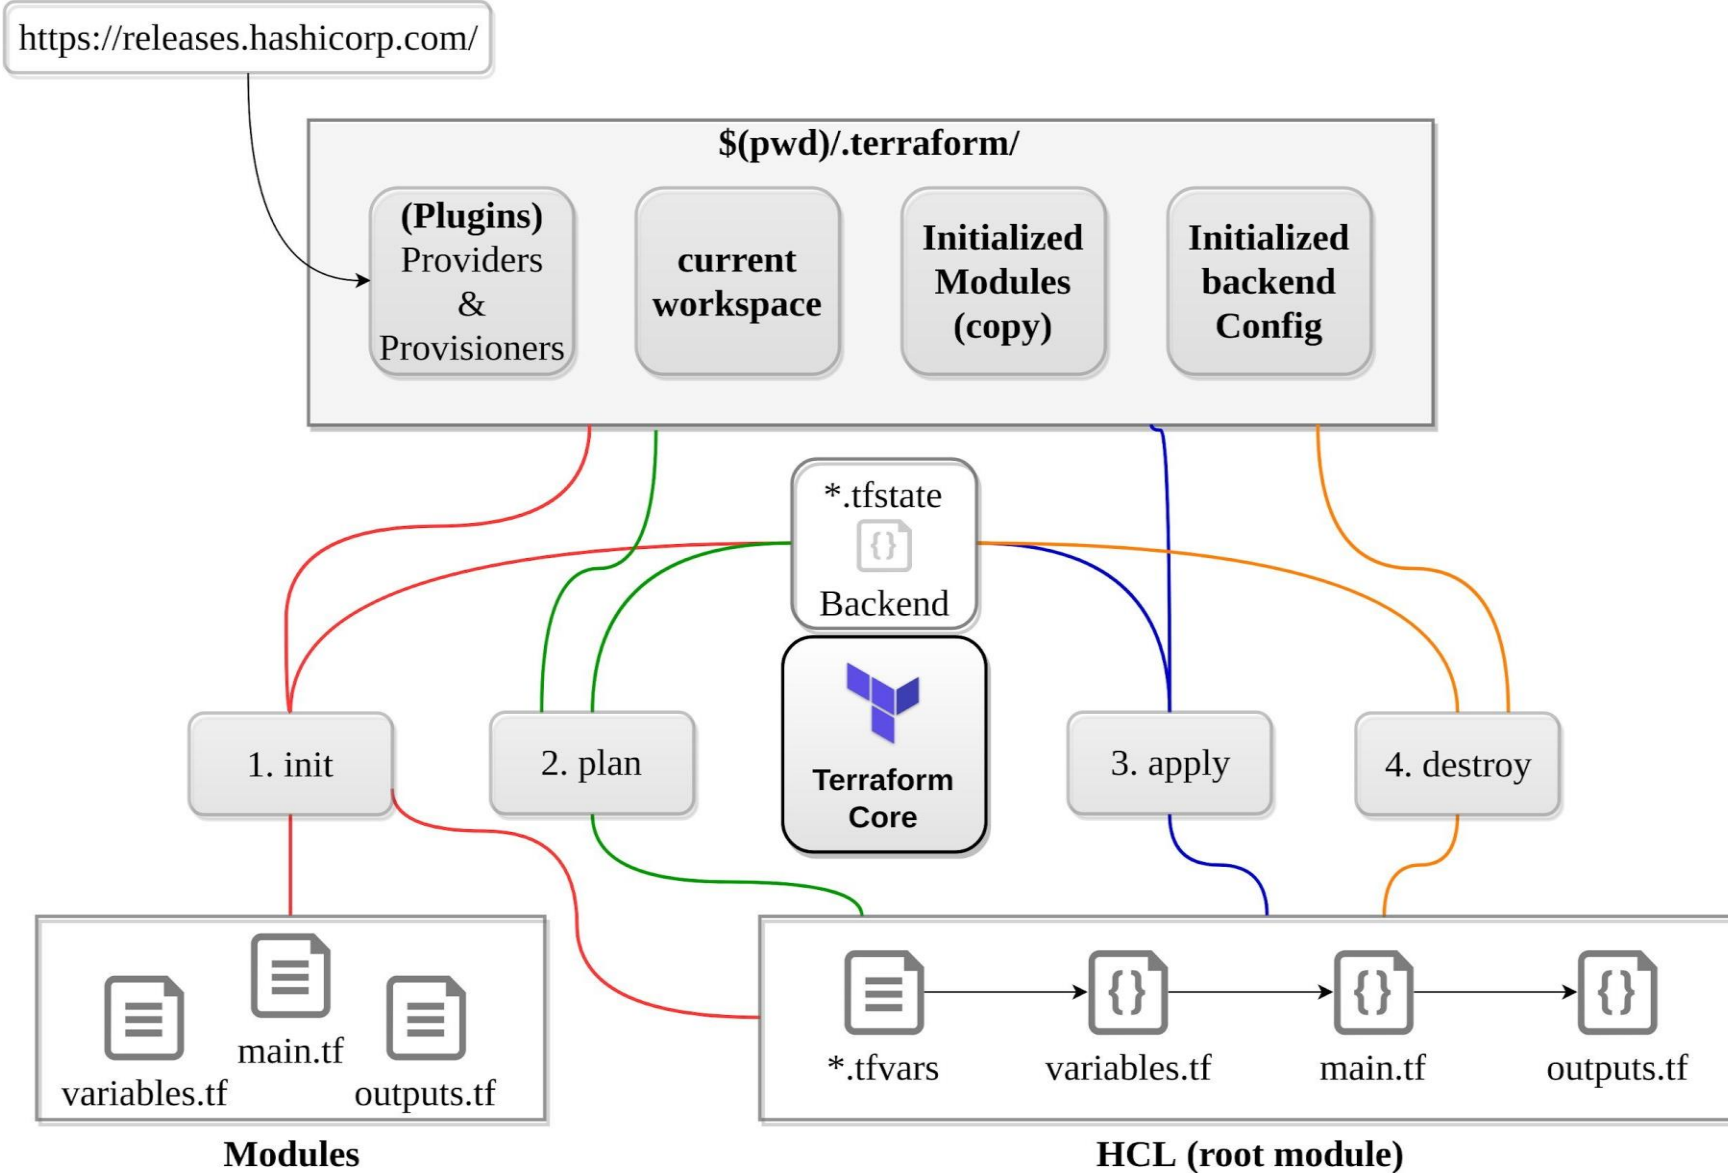 https://releases.hashicorp.com/
$(pwd)/.terraform/
(Plugins)
Providers
&
Provisioners
current
workspace
Initialized
Modules
(copy)
Initialized
backend
Config
*.tfstate
{}
Backend
1. init
2. plan
Terraform
Core
3. apply
4. destroy
variables.tf
main.tf
outputs.tf
Modules
{}
{}
{}
*.tfvars
variables.tf
main.tf
outputs.tf
HCL (root module)